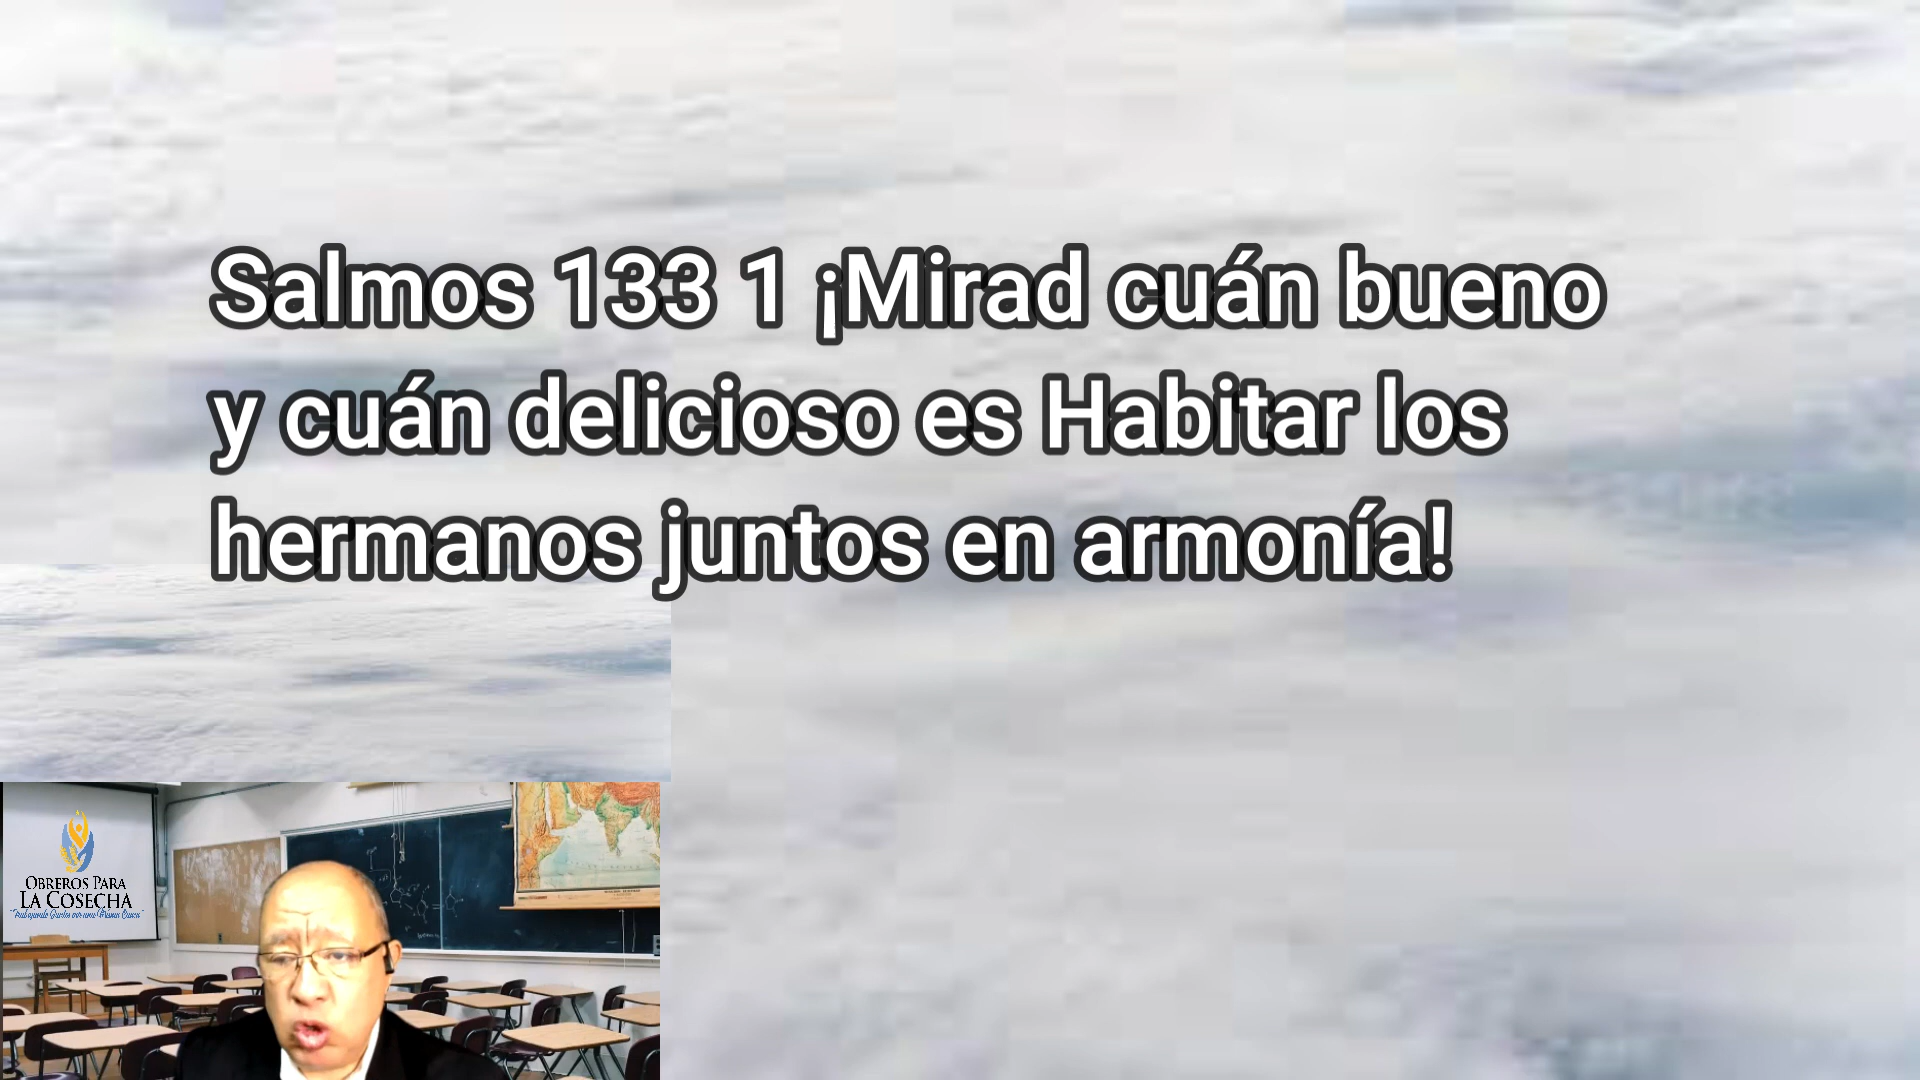 Salmos 133 1 ¡Mirad cuán bueno
y cuán delicioso es Habitar los
hermanos juntos en armonía!
OBREROS PARA
LA COSECHA